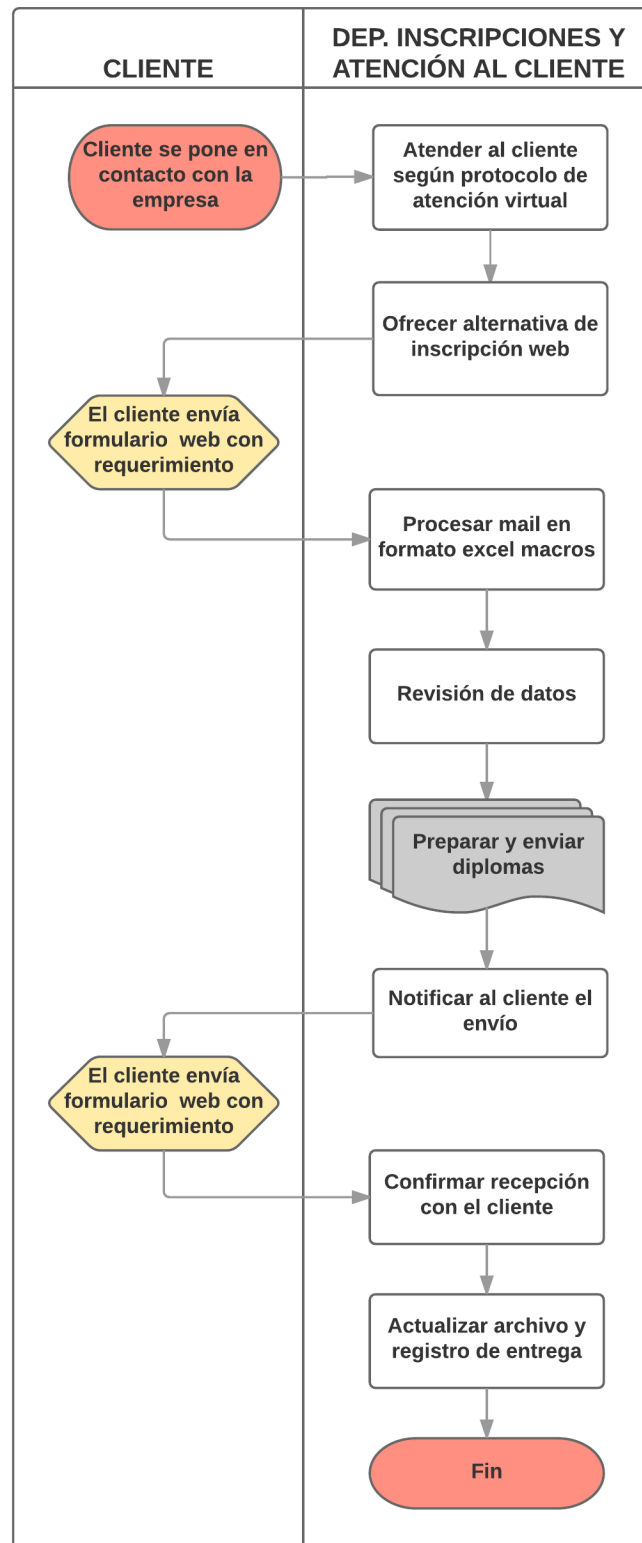 CLIENTE
DEP. INSCRIPCIONES Y
ATENCIÓN AL CLIENTE
Cliente se pone en
contacto con la
empresa
Atender al cliente
según protocolo de
atención virtual
Ofrecer alternativa de
inscripción web
El cliente envía
formulario web con
requerimiento
Procesar mail en
formato excel macros
Revisión de datos
Preparar y enviar
diplomas
Notificar al cliente el
envío
El cliente envía
formulario web con
requerimiento
Confirmar recepción
con el cliente
Actualizar archivo y
registro de entrega
Fin